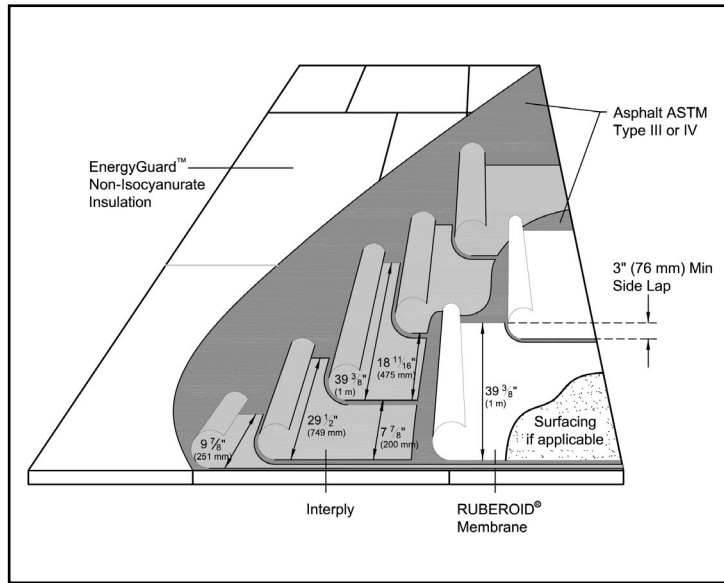 EnergyGuard™
Non-Isocyanurate
Insulation
Asphalt ASTM
Type III or IV
3" (76 mm) Min
Side Lap
18 11/16"
(475 mm)
39 3/8"
(1 m)
39 3/8"
(1 m)
29 1/2"
(749 mm)
7 7/8"
(200 mm)
9 7/8"
(251 mm)
Surfacing
if applicable
Interply
RUBEROID®
Membrane